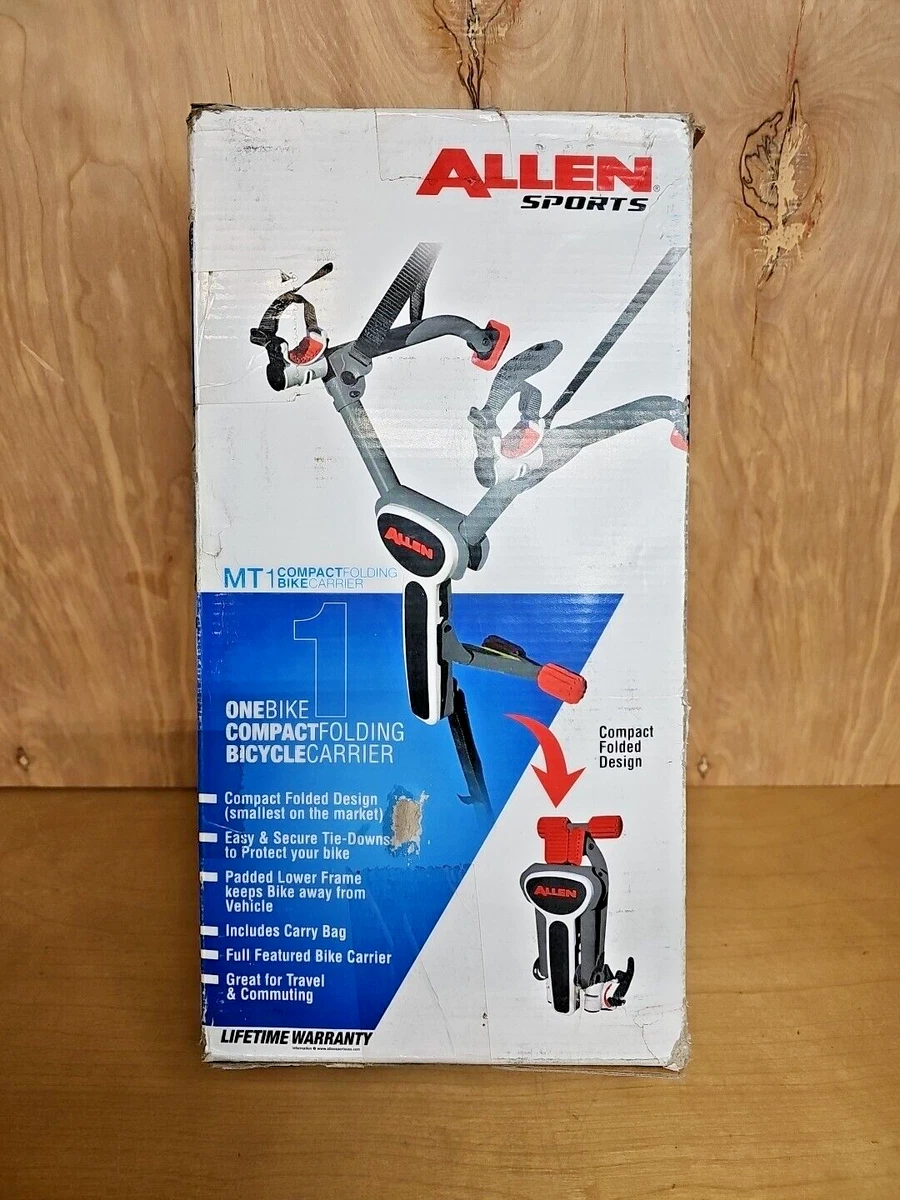 ALLEN®
SPORTS
ALLEN
MT1 COMPACTFOLDING
BIKECARRIER
1
ONEBIKE
COMPACTFOLDING
BICYCLECARRIER
Compact Folded Design
(smallest on the market)
Easy & Secure Tie-Downs
to Protect your bike
Padded Lower Frame
keeps Bike away from
Vehicle
Includes Carry Bag
Full Featured Bike Carrier
Great for Travel
& Commuting
Compact
Folded
Design
ALLEN
LIFETIME WARRANTY